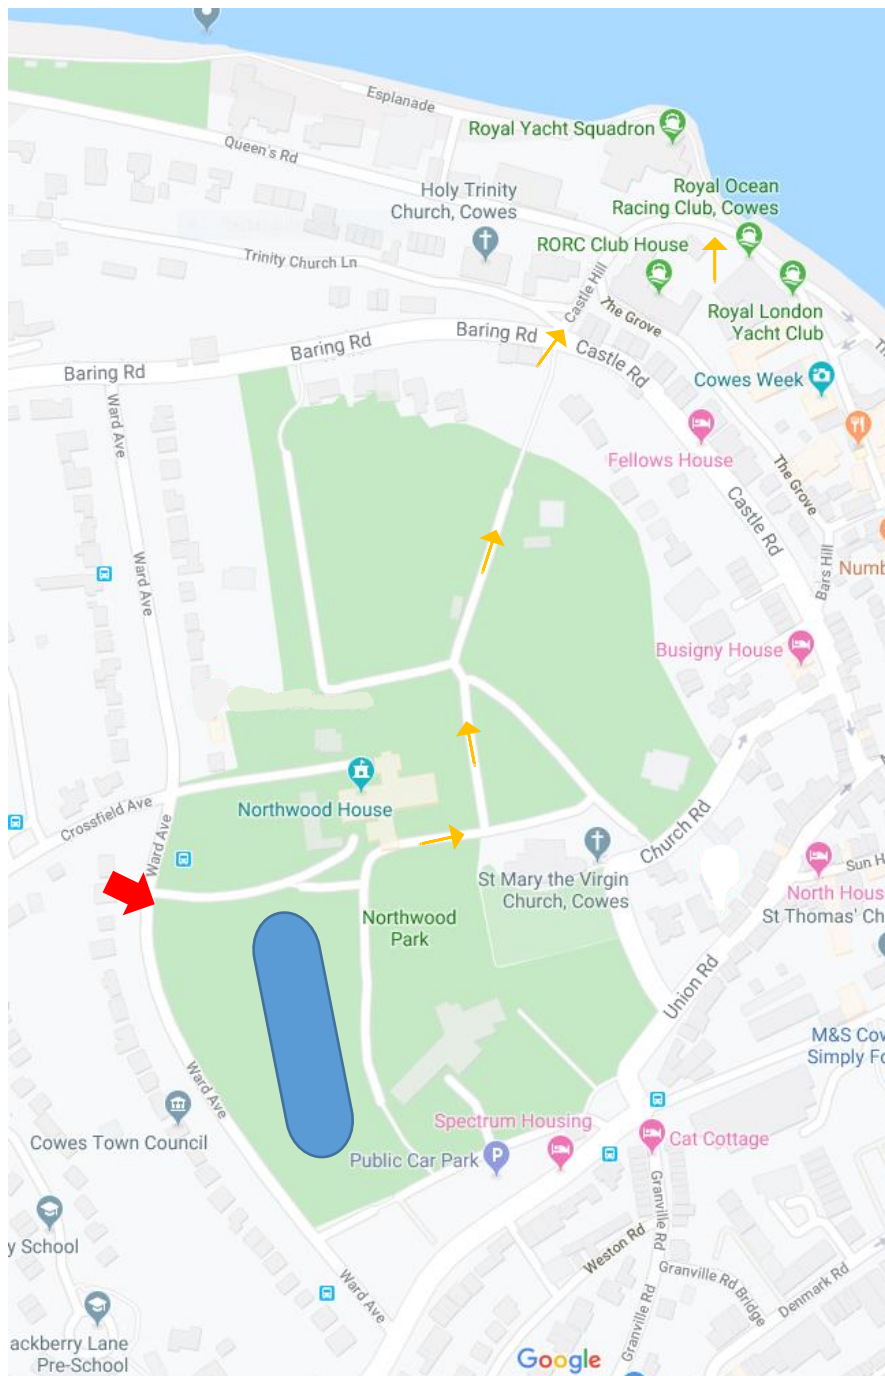 Esplanade
Royal Yacht Squadron
Queen's Rd
Holy Trinity
Church, Cowes
Royal Ocean
Racing Club, Cowes
RORC Club House
Trinity Church Ln
Castle Hill
The Grove
Royal London
Yacht Club
Baring Rd
Baring Rd
Baring Rd
Castle Rd
Cowes Week
Ward Ave
Fellows House
The Grove
Castle Rd
Ward Ave
Bars Hill
Numb
Busigny House
Northwood House
Crossfield Ave
Ward Ave
Church Rd
St Mary the Virgin
Church, Cowes
Sun H
North Hous
St Thomas' Ch
Northwood
Park
Union Rd
M&S Cov
Simply Fo
Ward Ave
Cowes Town Council
Spectrum Housing
Cat Cottage
Public Car Park
P
Granville Rd
y School
Weston Rd
Granville Rd Bridge
Denmark Rd
Ward Ave
Granville Rd
ackberry Lane
Pre-School
Google